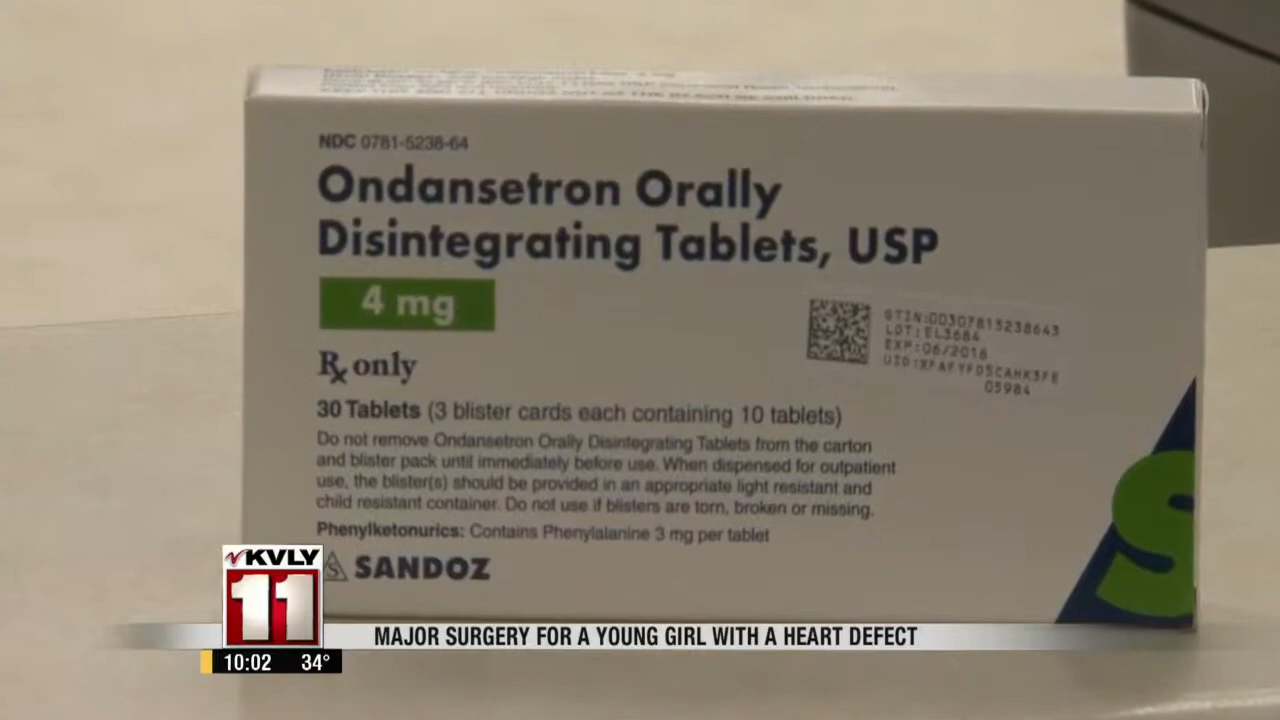 NDC 0781-5238-64
Ondansetron Orally
Disintegrating Tablets, USP
4 mg
Rx only
30 Tablets (3 blister cards each containing 10 tablets)
Do not remove Ondansetron Orally Disintegrating Tablets from the carton
and blister pack until immediately before use. When dispensed for outpatient
use, the blister(s) should be provided in an appropriate light resistant and
child resistant container. Do not use if blisters are torn, broken or missing.
Phenylketonurics: Contains Phenylalanine 3 mg per tablet
S SANDOZ
GTIN:00307815238643
LOT:EL3684
EXP:06/2018
05984
S
KVLY
11
MAJOR SURGERY FOR A YOUNG GIRL WITH A HEART DEFECT
10:02 34°